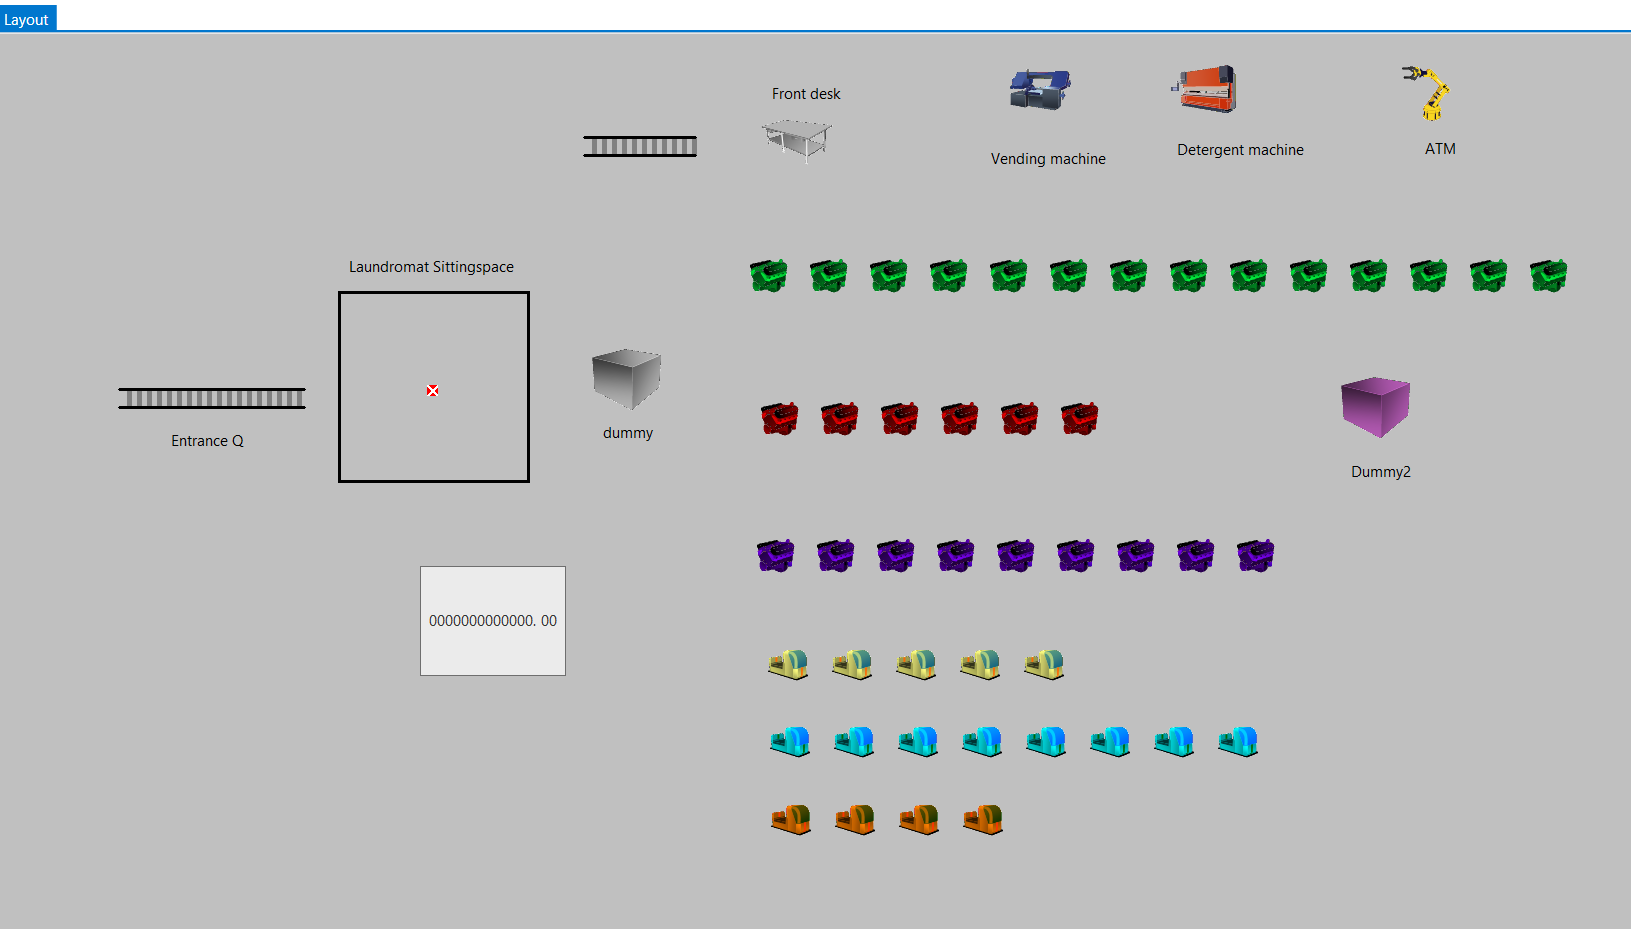 Layout
Front desk
Vending machine
Detergent machine
ATM
Laundromat Sittingspace
Entrance Q
dummy
Dummy2
0000000000000. 00